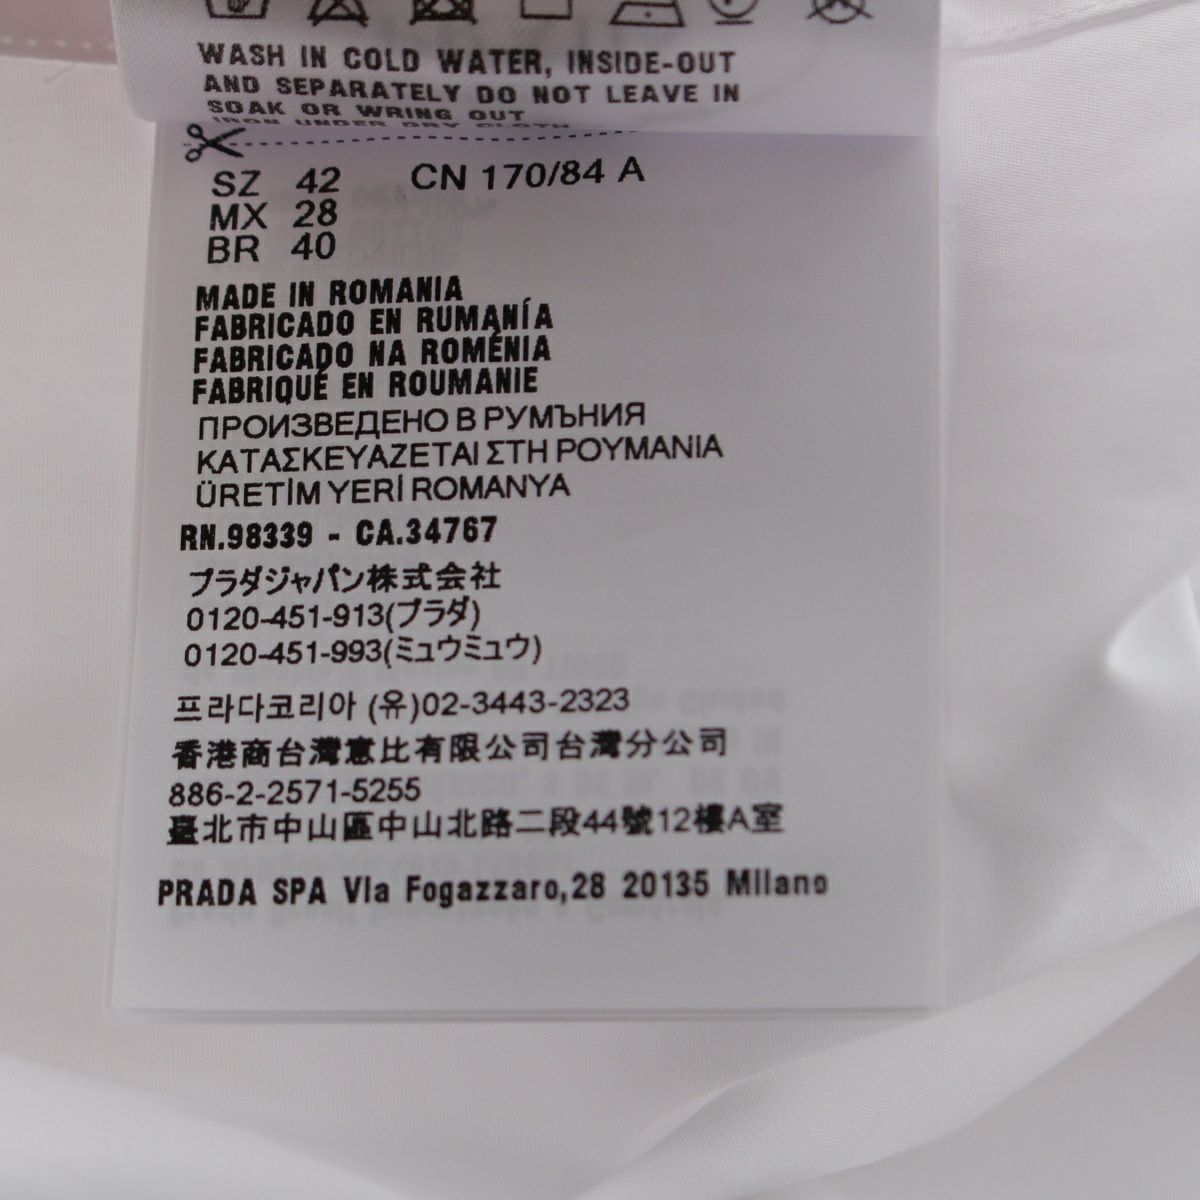 WASH IN COLD WATER, INSIDE-OUT
AND SEPARATELY DO NOT LEAVE IN
SOAK OR WRING OUT
IRON UNDER DRY CLOTH
SZ 42 CN 170/84 A
MX 28
BR 40
MADE IN ROMANIA
FABRICADO EN RUMANÍA
FABRICADO NA ROMÉNIA
FABRIQUÉ EN ROUMANIE
ПРОИЗВЕДЕНО В РУМЪНИЯ
ΚΑΤΑΣΚΕΥΑΖΕΤΑΙ ΣΤΗ ΡΟΥΜΑΝΙΑ
ÜRETİM YERİ ROMANYA
RN.98339 - CA.34767
プラダジャパン株式会社
0120-451-913(プラダ)
0120-451-993(ミュウミュウ)
프라다코리아 (유)02-3443-2323
香港商台灣意比有限公司台灣分公司
886-2-2571-5255
臺北市中山區中山北路二段44號12樓A室
PRADA SPA VIa Fogazzaro,28 20135 MIlano